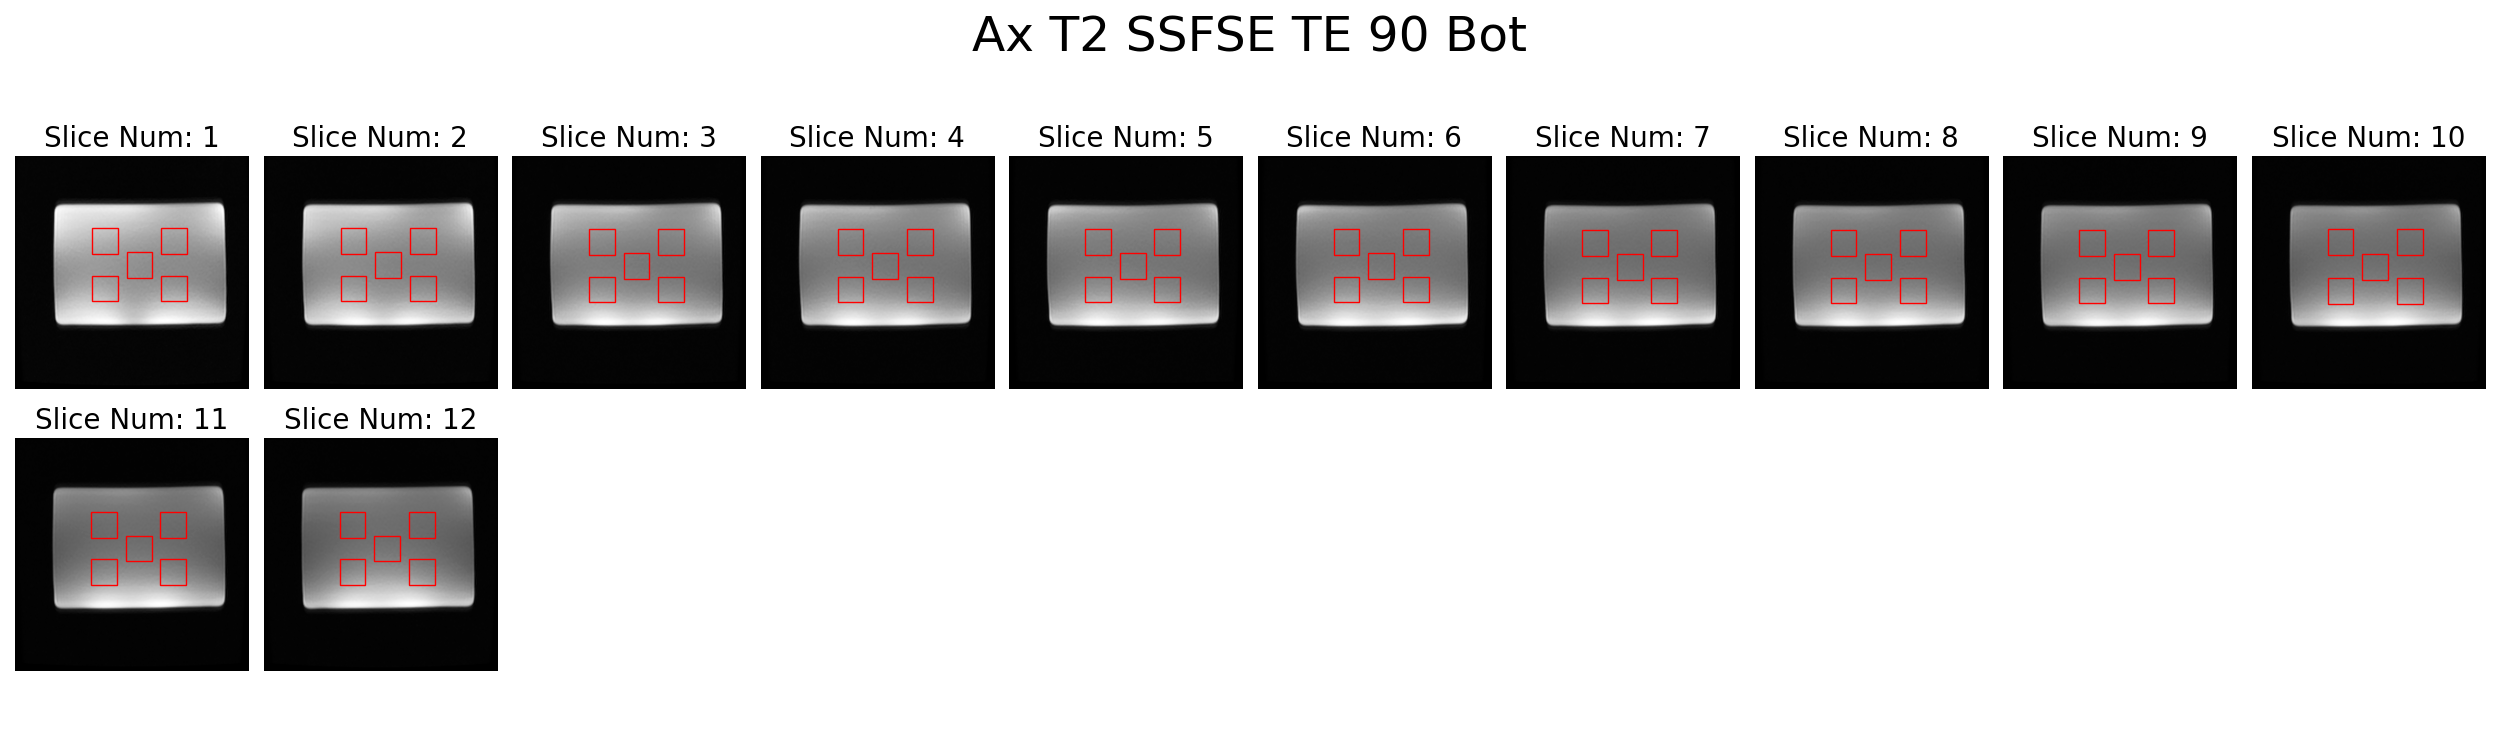 Ax T2 SSFSE TE 90 Bot
Slice Num: 1
Slice Num: 2
Slice Num: 3
Slice Num: 4
Slice Num: 5
Slice Num: 6
Slice Num: 7
Slice Num: 8
Slice Num: 9
Slice Num: 10
Slice Num: 11
Slice Num: 12